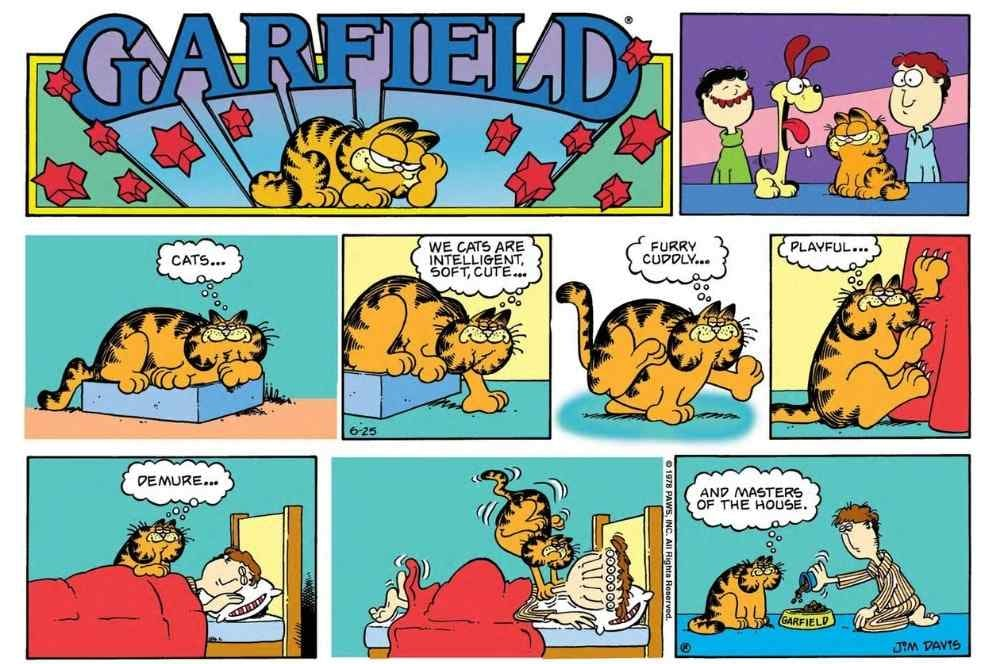 GARFIELD®
CATS...
WE CATS ARE
INTELLIGENT,
SOFT, CUTE...
6-25
FURRY
CUDDLY...
PLAYFUL...
DEMURE...
© 1978 PAWS, INC. All Rights Reserved.
AND MASTERS
OF THE HOUSE.
GARFIELD
®
JIM DAVIS